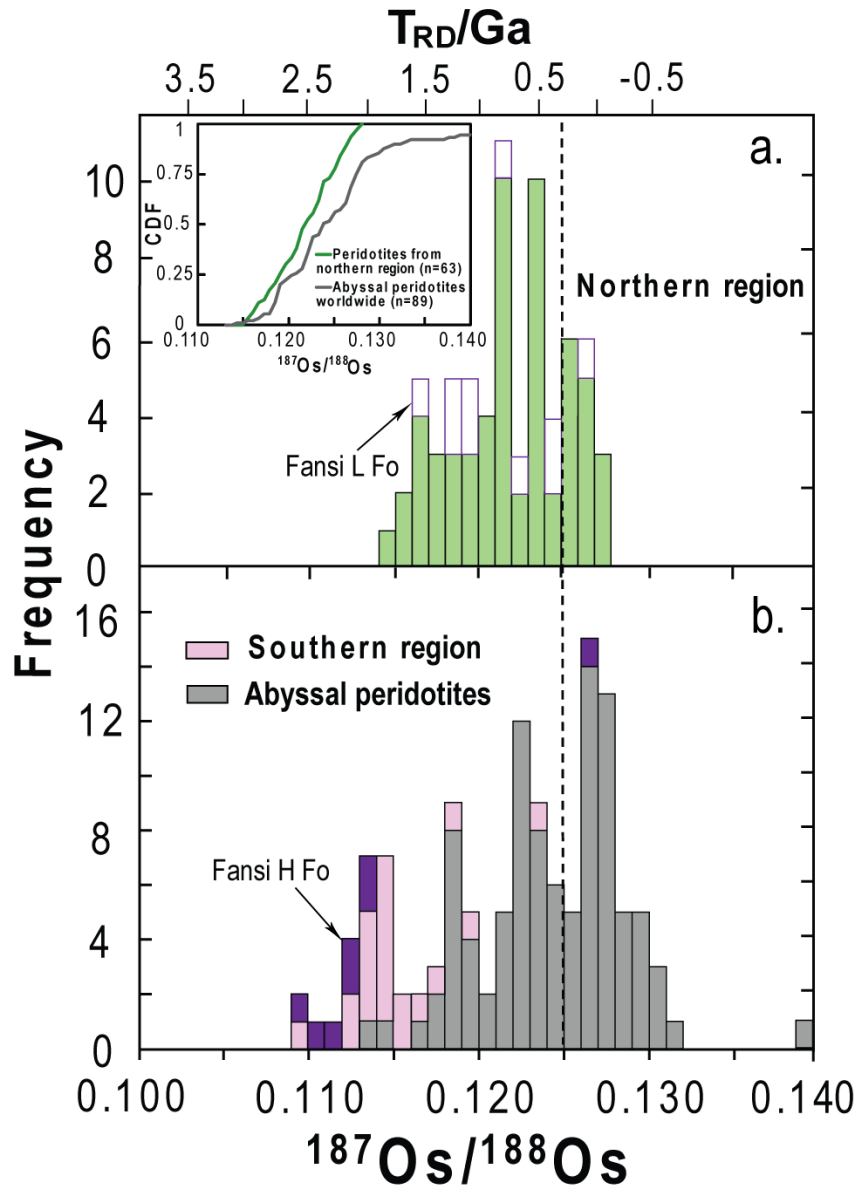 TRD/Ga
3.5 2.5 1.5 0.5 -0.5
a.
1
0.75
0.5
0.25
0
CDF
Peridotites from
northern region (n=63)
Abyssal peridotites
worldwide (n=89)
0.110 0.120 0.130 0.140
187Os/188Os
Northern region
10
8
6
4
2
0
Fansi L Fo
Frequency
b.
Southern region
Abyssal peridotites
16
12
8
4
0
Fansi H Fo
0.100 0.110 0.120 0.130 0.140
187Os/188Os